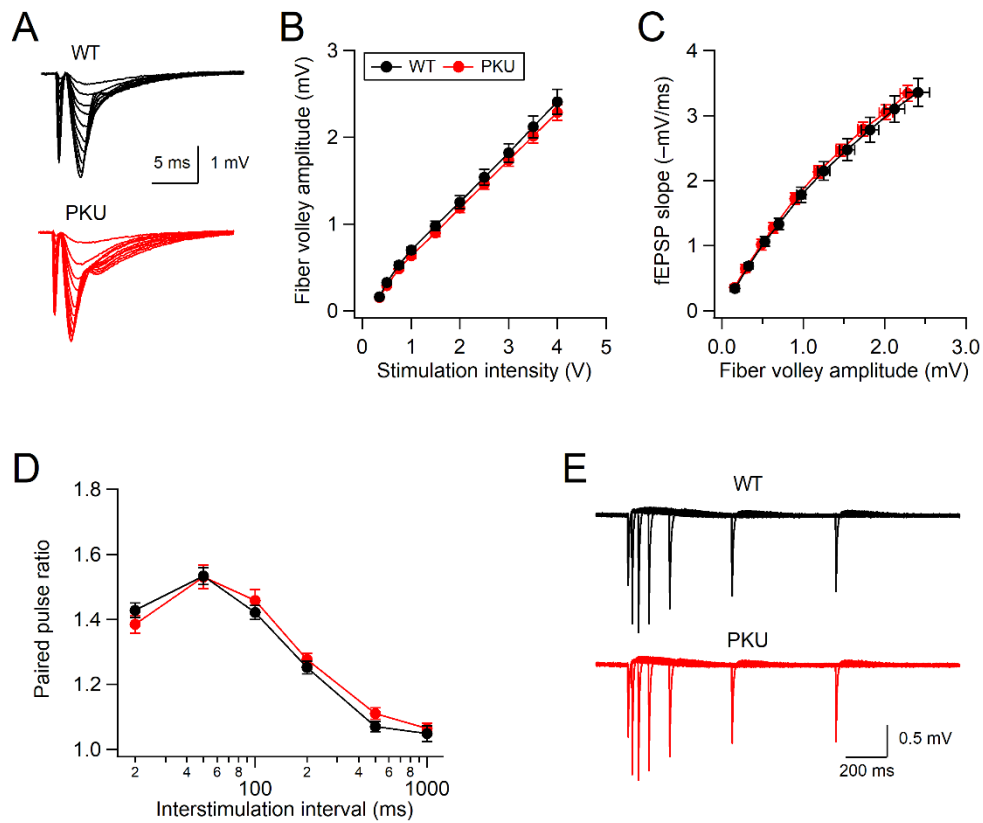 A
WT
5 ms
1 mV
PKU
B
WT
PKU
Fiber volley amplitude (mV)
3
2
1
0
0
1
2
3
4
5
Stimulation intensity (V)
C
fEPSP slope (–mV/ms)
4
3
2
1
0
0.0
1.0
2.0
3.0
Fiber volley amplitude (mV)
D
Paired pulse ratio
1.8
1.6
1.4
1.2
1.0
2
4
6
8
100
2
4
6
8
1000
Interstimulation interval (ms)
E
WT
PKU
0.5 mV
200 ms